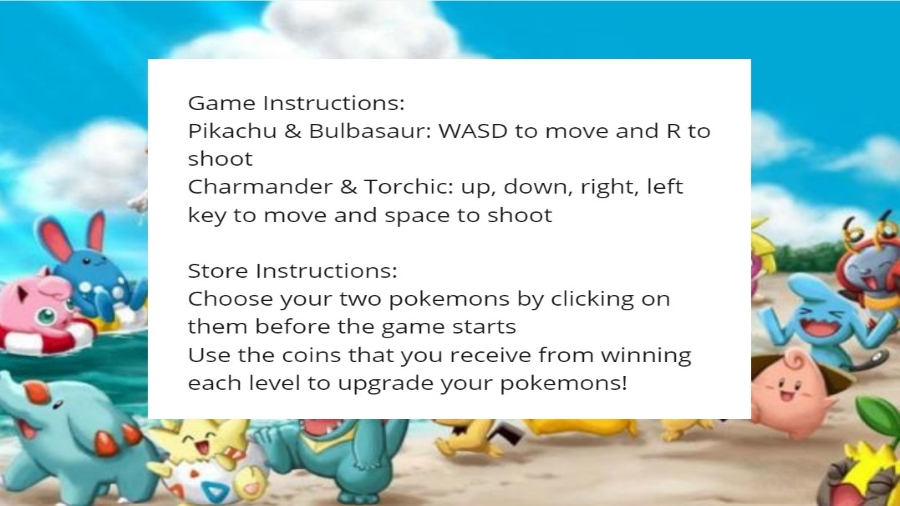 Game Instructions:
Pikachu & Bulbasaur: WASD to move and R to
shoot
Charmander & Torchic: up, down, right, left
key to move and space to shoot
Store Instructions:
Choose your two pokemons by clicking on
them before the game starts
Use the coins that you receive from winning
each level to upgrade your pokemons!